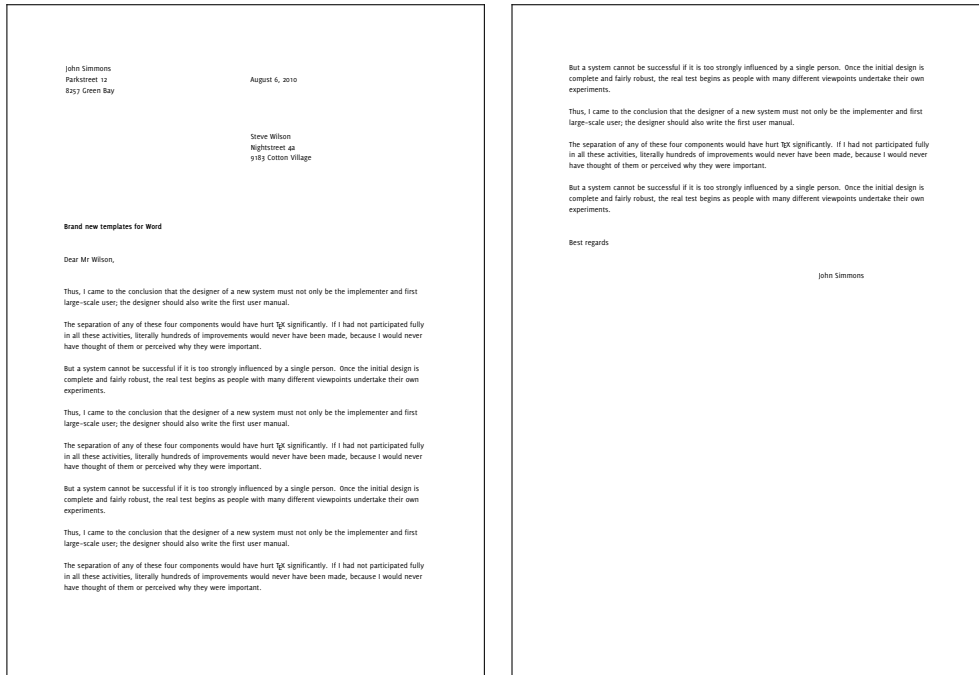 John Simmons
Parkstreet 12
August 6, 2010
8257 Green Bay
Steve Wilson
Nightstreet 4a
9183 Cotton Village
Brand new templates for Word
Dear Mr Wilson,
Thus, I came to the conclusion that the designer of a new system must not only be the implementer and first
large-scale user; the designer should also write the first user manual.
The separation of any of these four components would have hurt TEX significantly. If I had not participated fully
in all these activities, literally hundreds of improvements would never have been made, because I would never
have thought of them or perceived why they were important.
But a system cannot be successful if it is too strongly influenced by a single person. Once the initial design is
complete and fairly robust, the real test begins as people with many different viewpoints undertake their own
experiments.
Thus, I came to the conclusion that the designer of a new system must not only be the implementer and first
large-scale user; the designer should also write the first user manual.
The separation of any of these four components would have hurt TEX significantly. If I had not participated fully
in all these activities, literally hundreds of improvements would never have been made, because I would never
have thought of them or perceived why they were important.
But a system cannot be successful if it is too strongly influenced by a single person. Once the initial design is
complete and fairly robust, the real test begins as people with many different viewpoints undertake their own
experiments.
Thus, I came to the conclusion that the designer of a new system must not only be the implementer and first
large-scale user; the designer should also write the first user manual.
The separation of any of these four components would have hurt TEX significantly. If I had not participated fully
in all these activities, literally hundreds of improvements would never have been made, because I would never
have thought of them or perceived why they were important.
But a system cannot be successful if it is too strongly influenced by a single person. Once the initial design is
complete and fairly robust, the real test begins as people with many different viewpoints undertake their own
experiments.
Thus, I came to the conclusion that the designer of a new system must not only be the implementer and first
large-scale user; the designer should also write the first user manual.
The separation of any of these four components would have hurt TEX significantly. If I had not participated fully
in all these activities, literally hundreds of improvements would never have been made, because I would never
have thought of them or perceived why they were important.
But a system cannot be successful if it is too strongly influenced by a single person. Once the initial design is
complete and fairly robust, the real test begins as people with many different viewpoints undertake their own
experiments.
Best regards
John Simmons